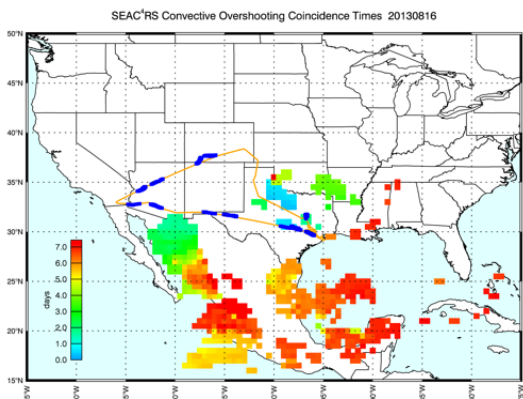 SEAC⁴RS Convective Overshooting Coincidence Times 20130816
50°N
45°N
40°N
35°N
30°N
25°N
20°N
15°N
days
7.0
6.0
5.0
4.0
3.0
2.0
1.0
0.0